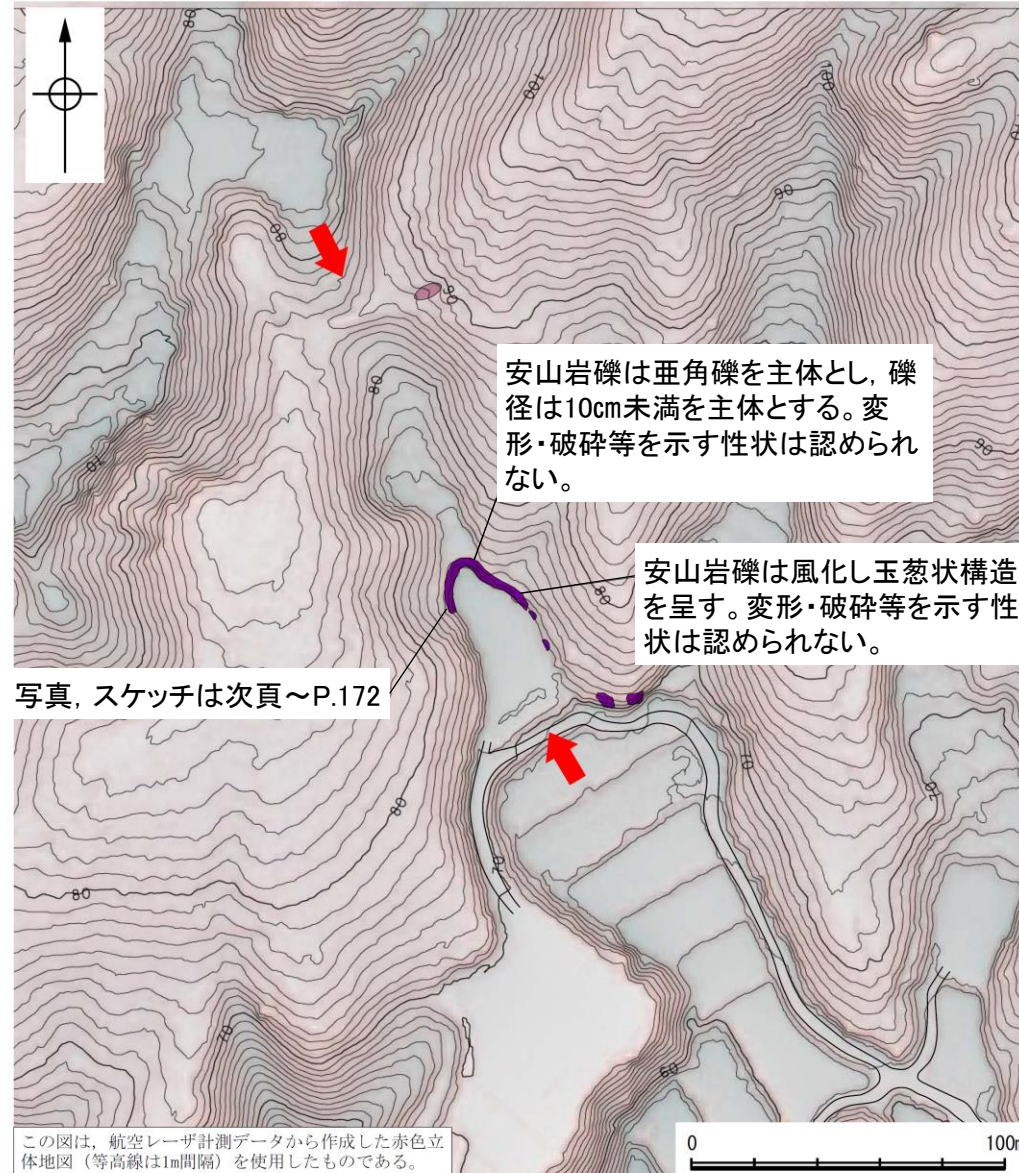 80
100
100
90
80
90
安山岩礫は亜角礫を主体とし，礫
径は10cm未満を主体とする。変
形・破砕等を示す性状は認められ
ない。
80
90
70
安山岩礫は風化し玉葱状構造
を呈す。変形・破砕等を示す性
状は認められない。
80
写真，スケッチは次頁～P.172
70
70
80
70
80
70
60
この図は，航空レーザ計測データから作成した赤色立
体地図（等高線は1m間隔）を使用したものである。
0
100m